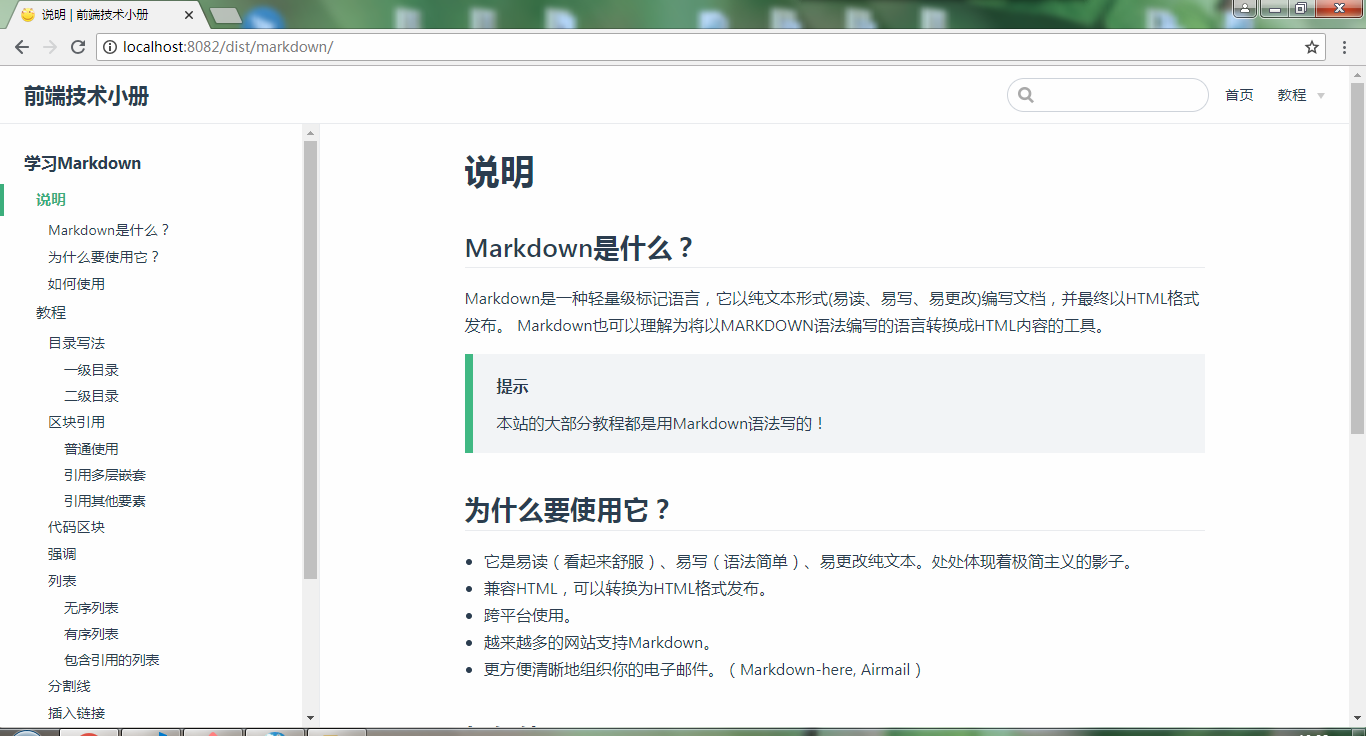 说明 | 前端技术小册
localhost:8082/dist/markdown/
前端技术小册
首页
教程
学习Markdown
说明
Markdown是什么？
为什么要使用它？
如何使用
教程
目录写法
一级目录
二级目录
区块引用
普通使用
引用多层嵌套
引用其他要素
代码区块
强调
列表
无序列表
有序列表
包含引用的列表
分割线
插入链接
说明
Markdown是什么？
Markdown是一种轻量级标记语言，它以纯文本形式(易读、易写、易更改)编写文档，并最终以HTML格式
发布。 Markdown也可以理解为将以MARKDOWN语法编写的语言转换成HTML内容的工具。
提示
本站的大部分教程都是用Markdown语法写的！
为什么要使用它？
它是易读（看起来舒服）、易写（语法简单）、易更改纯文本。处处体现着极简主义的影子。
兼容HTML，可以转换为HTML格式发布。
跨平台使用。
越来越多的网站支持Markdown。
更方便清晰地组织你的电子邮件。（Markdown-here, Airmail）